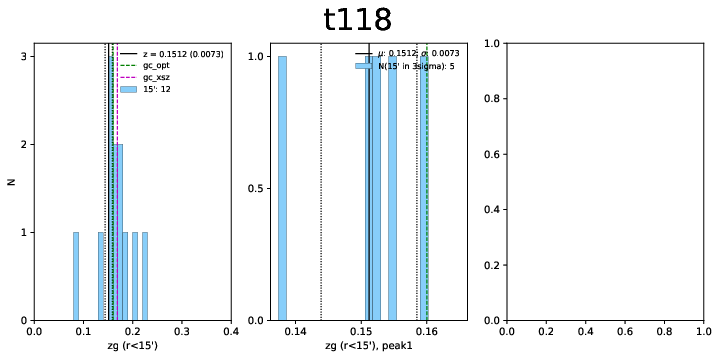 t118
z = 0.1512 (0.0073)
gc_opt
gc_xsz
15': 12
N
3
2
1
0
0.0 0.1 0.2 0.3 0.4
zg (r<15')
μ: 0.1512, σ: 0.0073
N(15' in 3sigma): 5
1.0
0.5
0.0
0.14 0.15 0.16
zg (r<15'), peak1
1.0
0.8
0.6
0.4
0.2
0.0
0.0 0.2 0.4 0.6 0.8 1.0